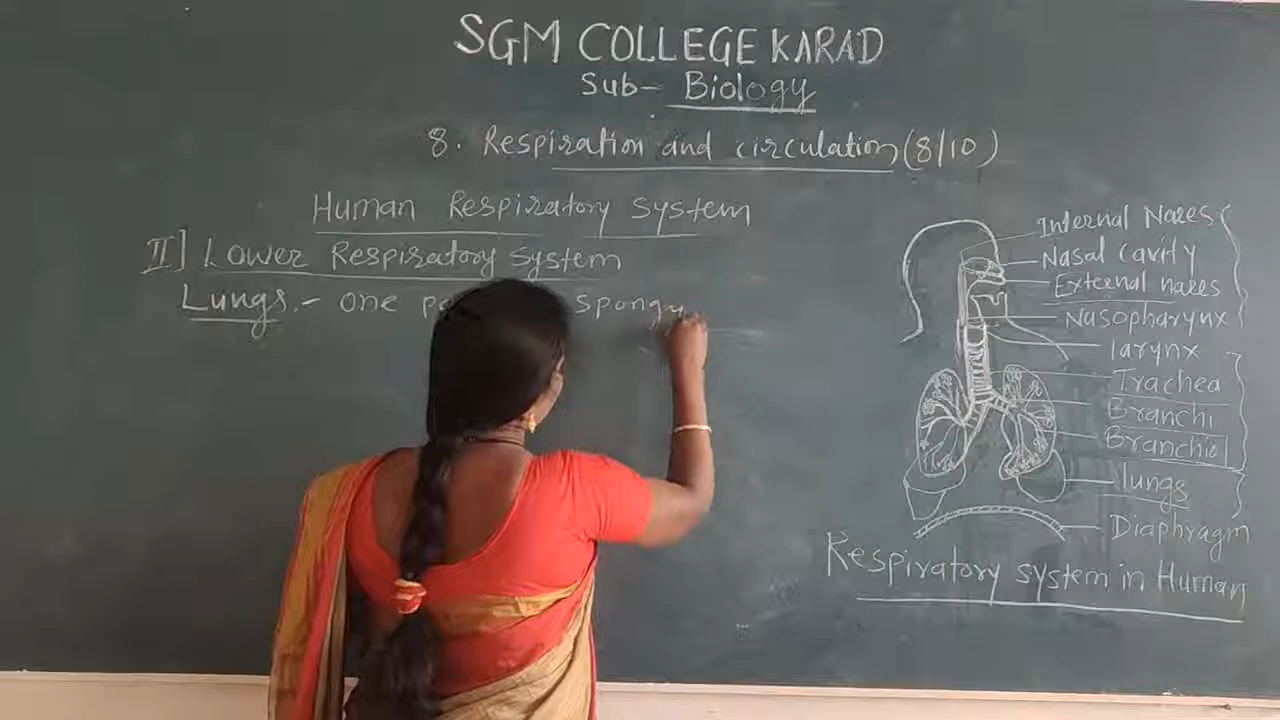 SGM COLLEGE KARAD
Sub- Biology
8. Respiration and circulation (8/10)
Human Respiratory System
II] Lower Respiratory System
Lungs.- one spongy
Internal Nares
Nasal cavity
External nares
Nasopharynx
larynx
Trachea
Branchi
Branchio
lungs
Diaphragm
Respiratory system in Human